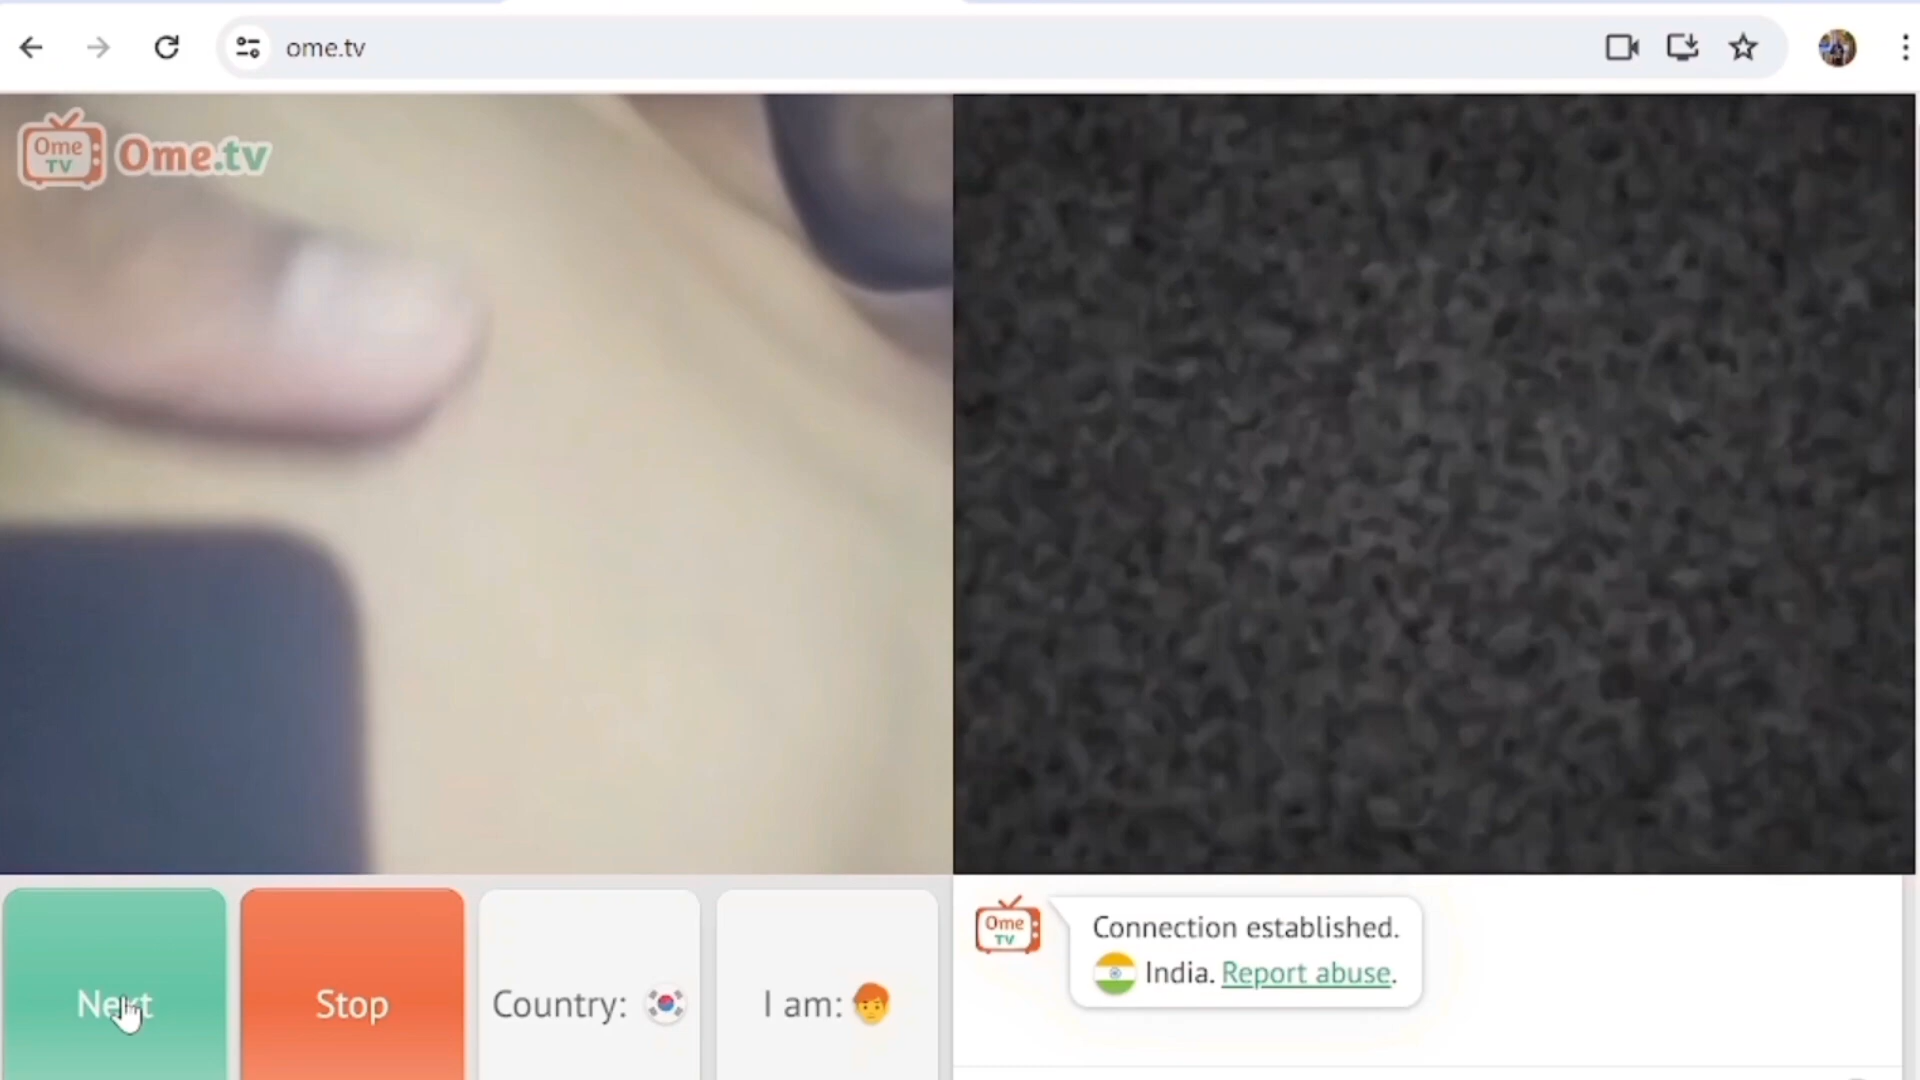 ome.tv
Ome TV
Ome.tv
Next
Stop
Country:
I am:
Ome TV
Connection established.
India. Report abuse.